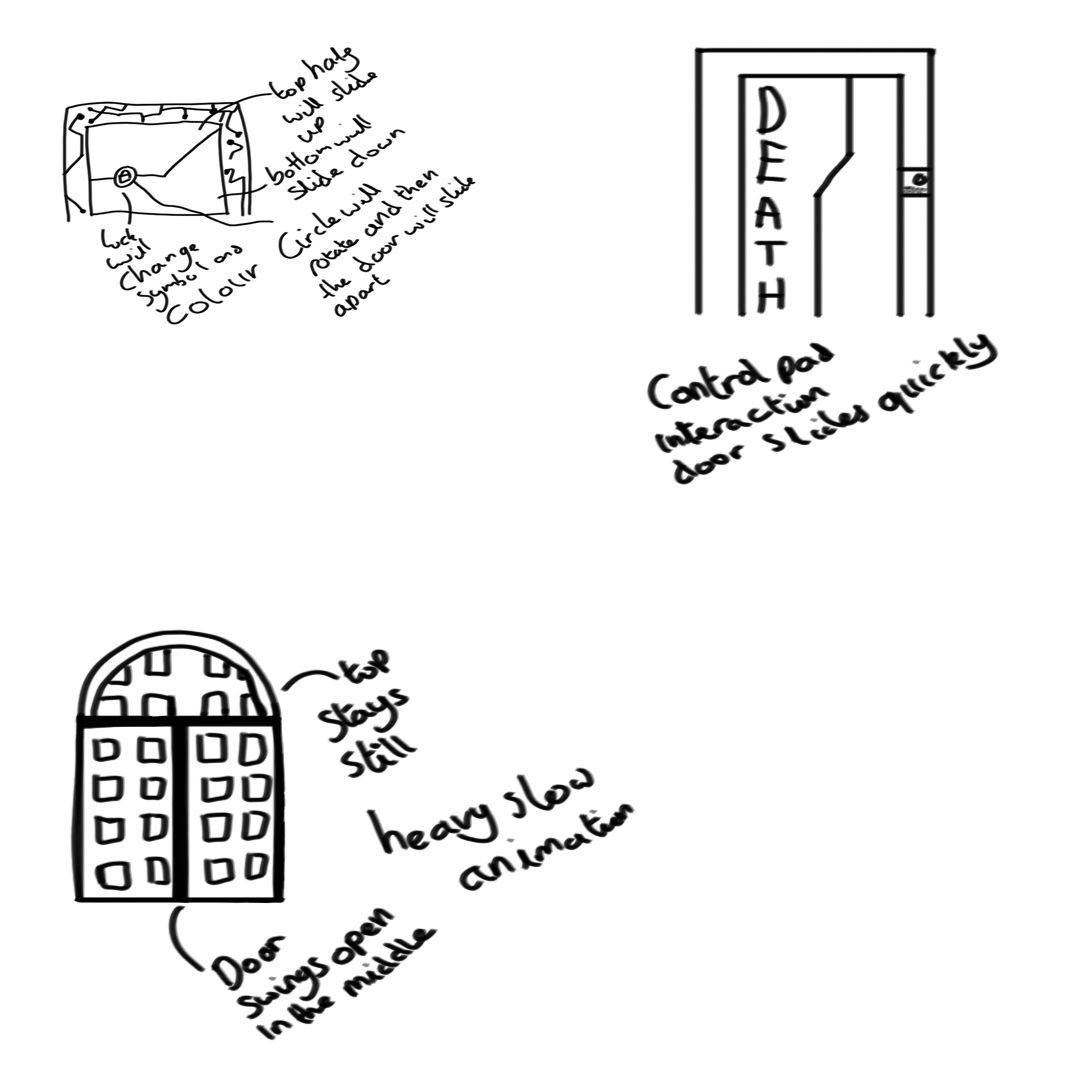 top half
will slide
up
bottom will
slide down
Circle will
rotate and then
the door will slide
apart
lock
will
change
symbol and
colour
DEATH
Control pad
interaction
door slides quickly
top
stays
still
heavy slow
animation
Door
swings open
in the middle